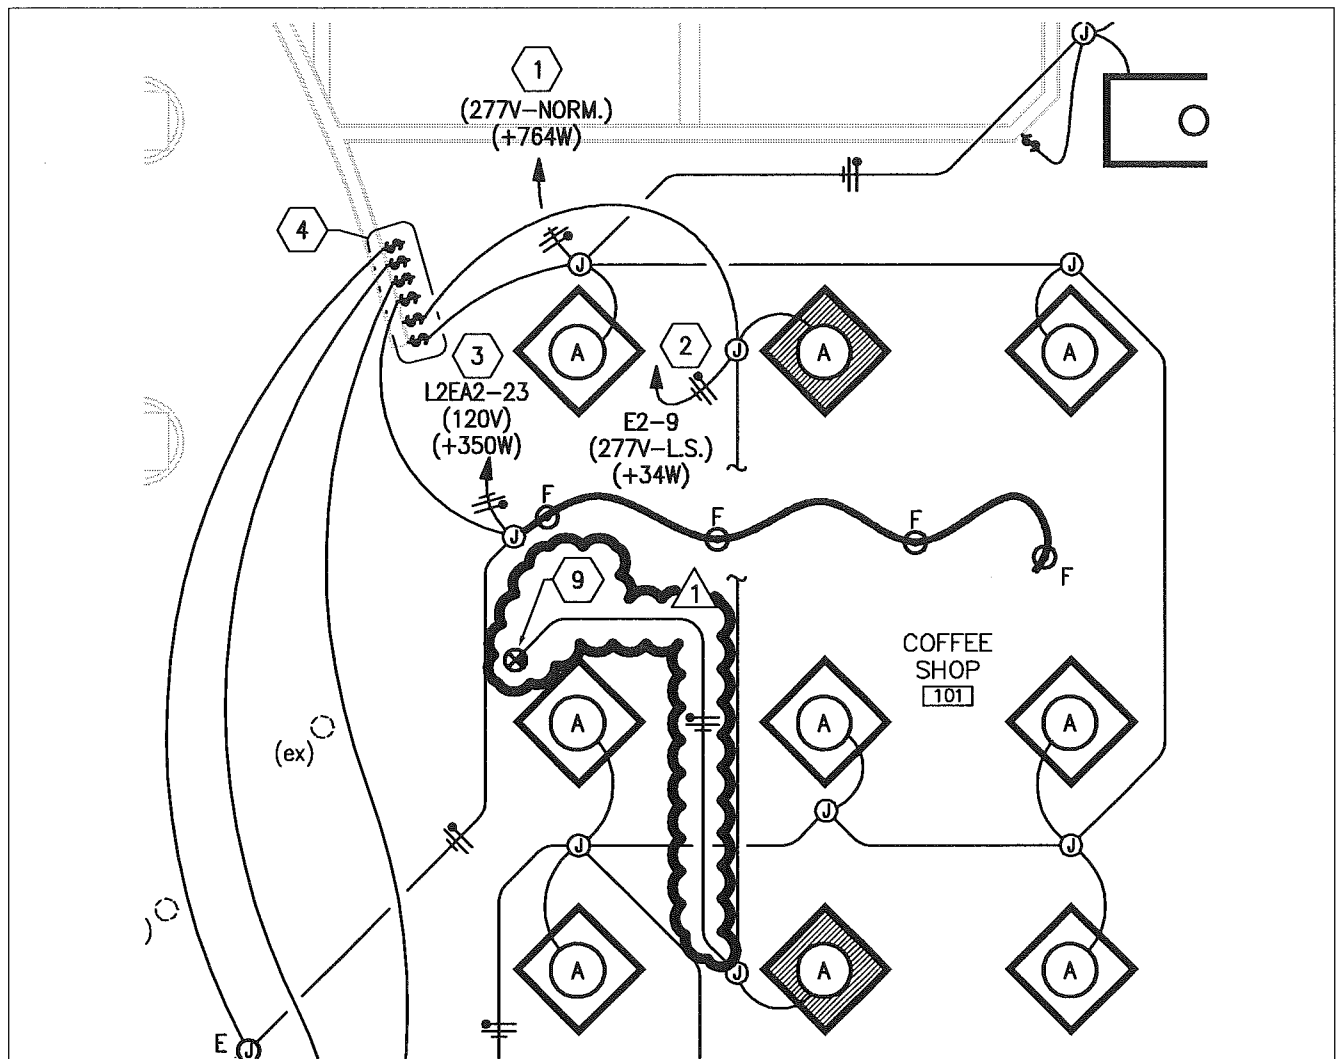 J
1
(277V-NORM.)
(+764W)
4
J
J
3
L2EA2-23
(120V)
(+350W)
2
J
E2-9
(277V-L.S.)
(+34W)
A
A
A
F
F
F
F
J
9
1
COFFEE
SHOP
101
(ex)
A
A
A
J
J
J
)
A
A
A
J
E
J